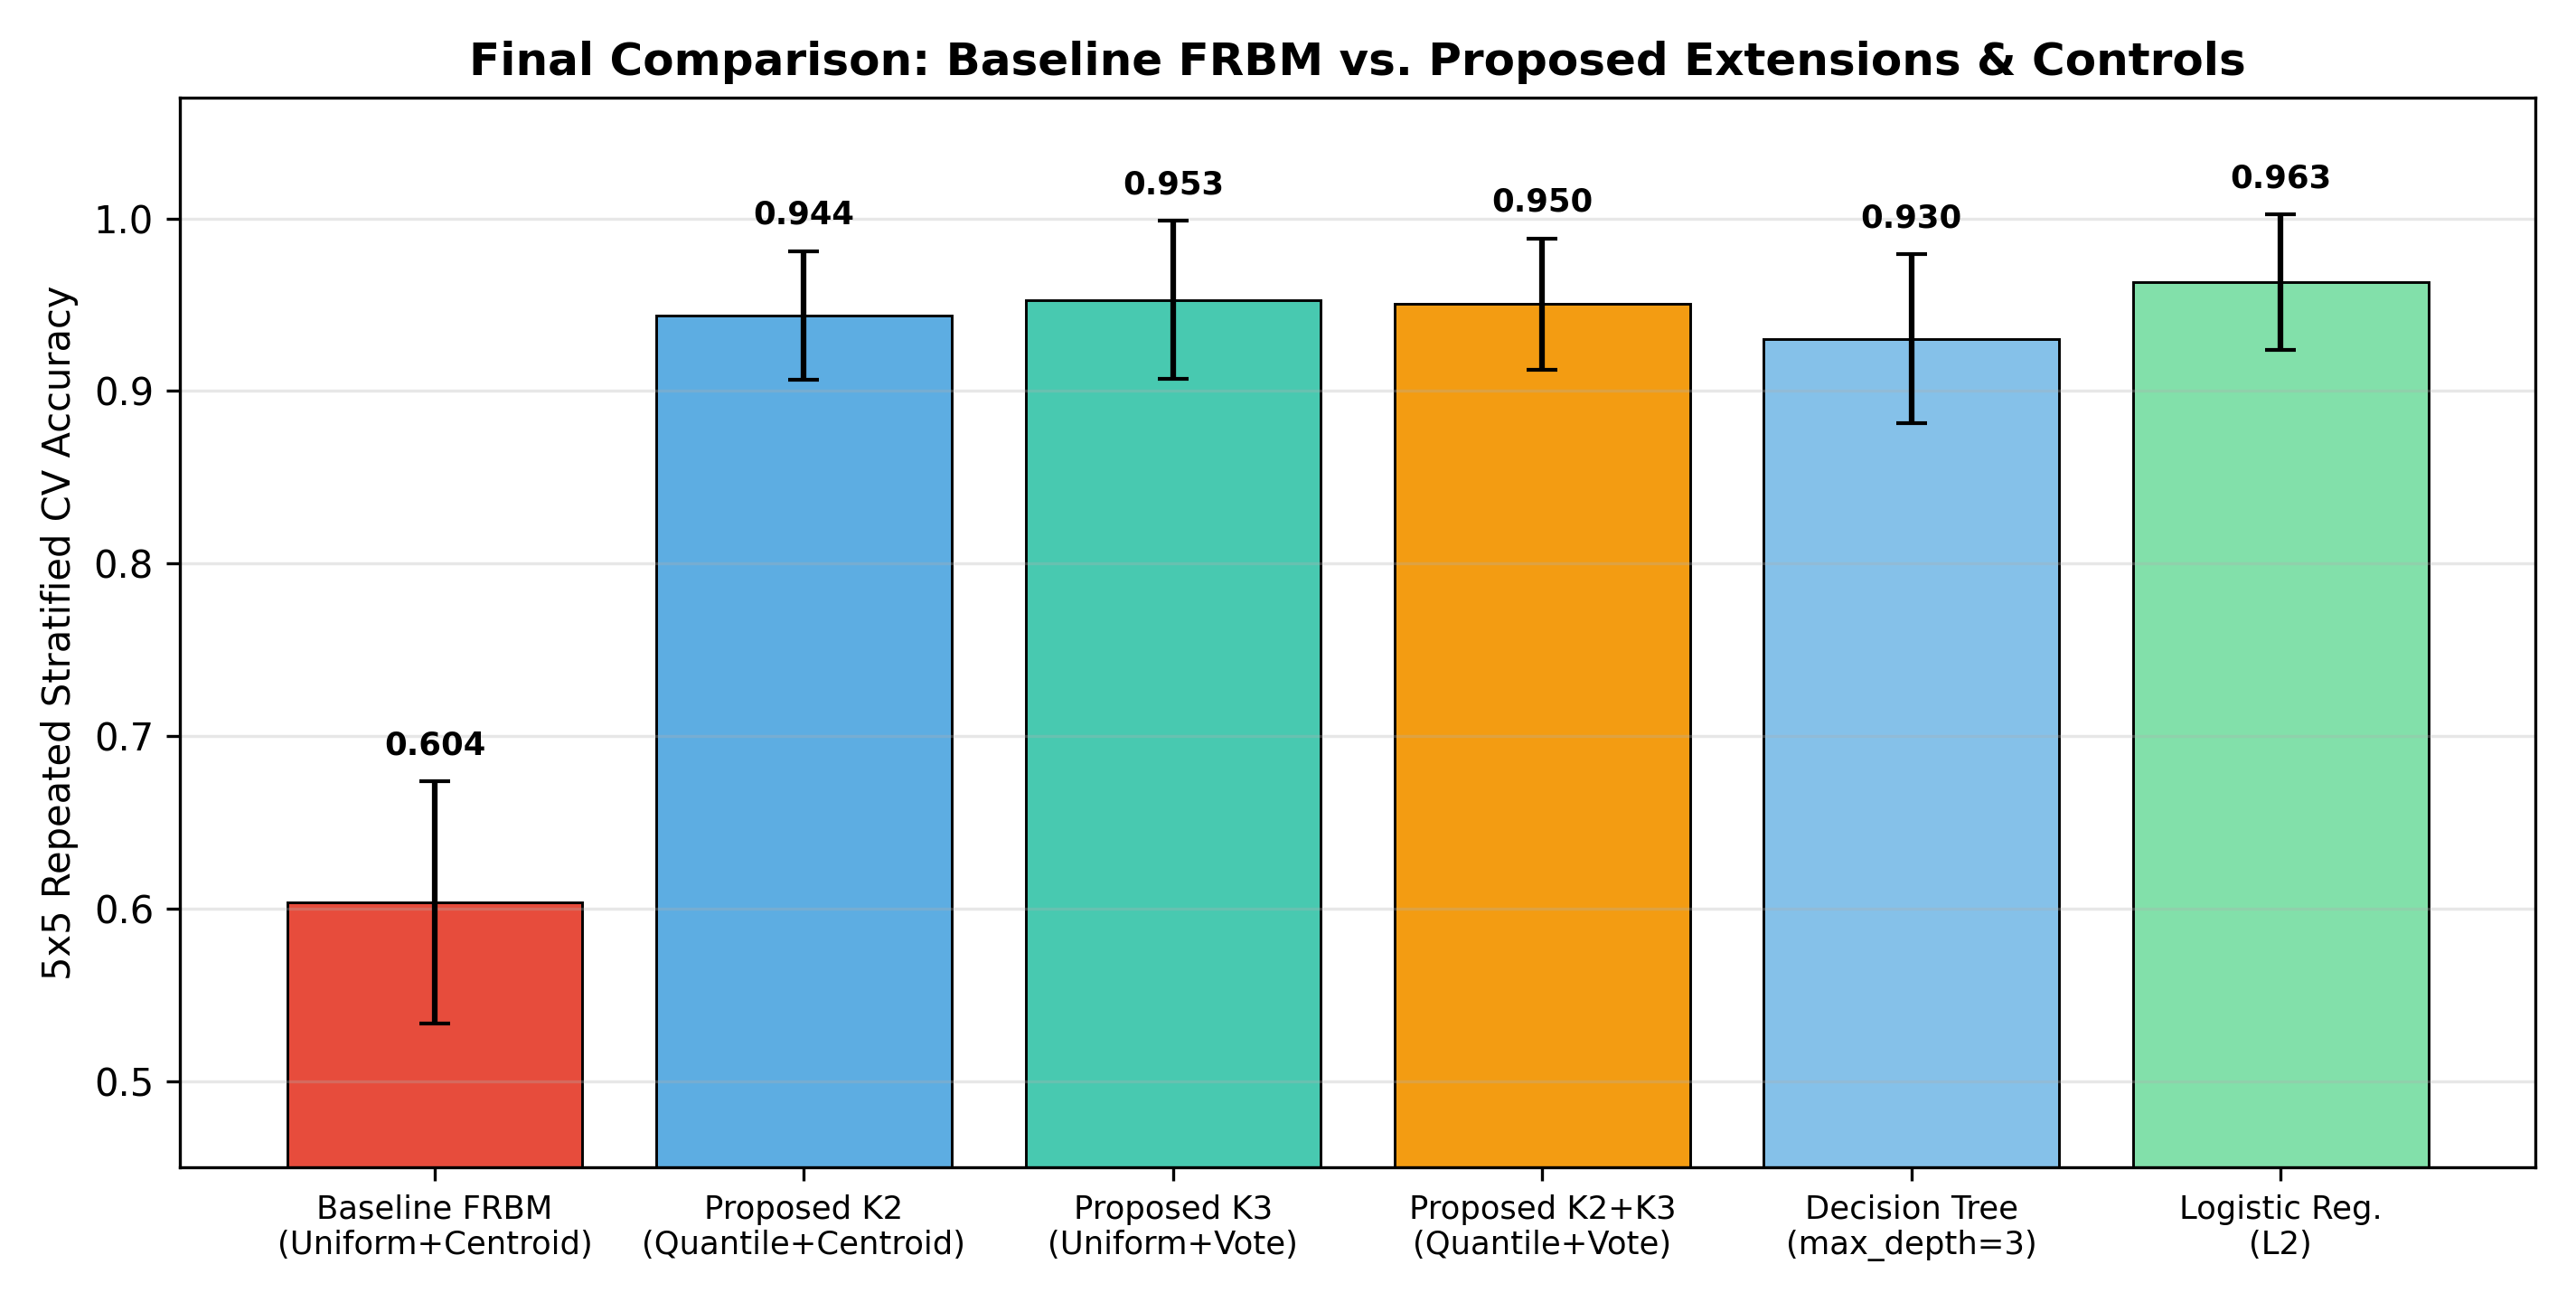 Final Comparison: Baseline FRBM vs. Proposed Extensions & Controls
5x5 Repeated Stratified CV Accuracy
1.0
0.9
0.8
0.7
0.6
0.5
0.604
0.944
0.953
0.950
0.930
0.963
Baseline FRBM
(Uniform+Centroid)
Proposed K2
(Quantile+Centroid)
Proposed K3
(Uniform+Vote)
Proposed K2+K3
(Quantile+Vote)
Decision Tree
(max_depth=3)
Logistic Reg.
(L2)